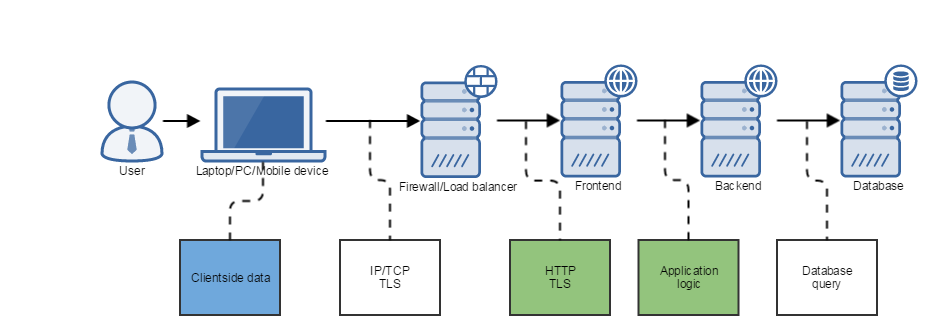 User
Laptop/PC/Mobile device
Firewall/Load balancer
Frontend
Backend
Database
Clientside data
IP/TCP
TLS
HTTP
TLS
Application
logic
Database
query